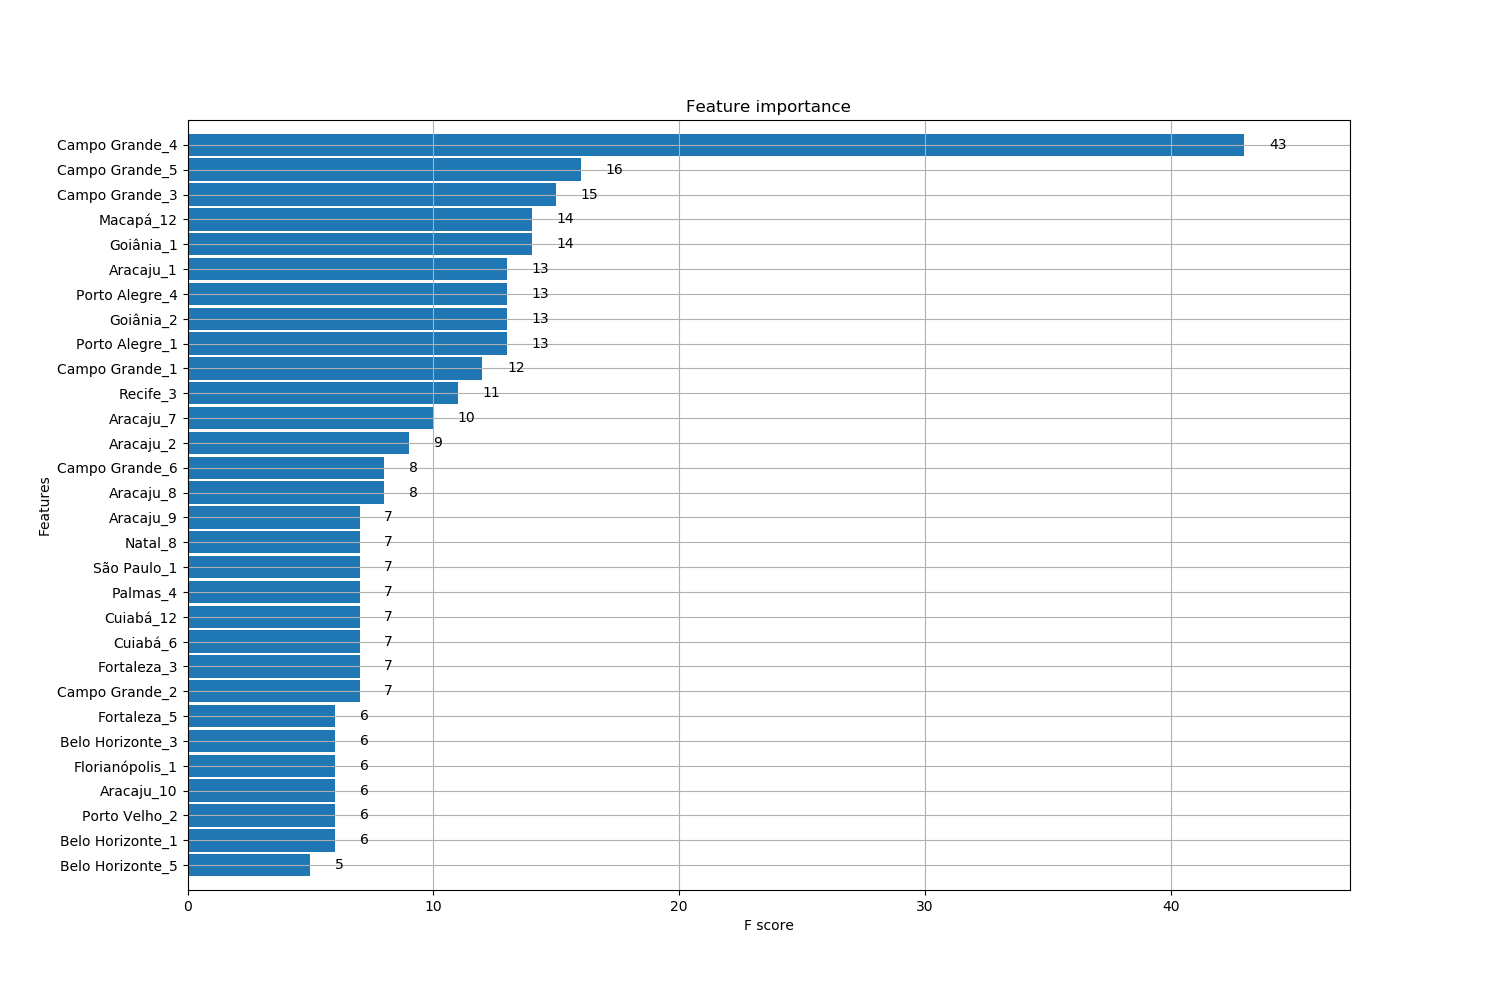 Feature importance
Campo Grande_4 43
Campo Grande_5 16
Campo Grande_3 15
Macapá_12 14
Goiânia_1 14
Aracaju_1 13
Porto Alegre_4 13
Goiânia_2 13
Porto Alegre_1 13
Campo Grande_1 12
Recife_3 11
Aracaju_7 10
Aracaju_2 9
Campo Grande_6 8
Aracaju_8 8
Aracaju_9 7
Natal_8 7
São Paulo_1 7
Palmas_4 7
Cuiabá_12 7
Cuiabá_6 7
Fortaleza_3 7
Campo Grande_2 7
Fortaleza_5 6
Belo Horizonte_3 6
Florianópolis_1 6
Aracaju_10 6
Porto Velho_2 6
Belo Horizonte_1 6
Belo Horizonte_5 5
Features
0 10 20 30 40
F score